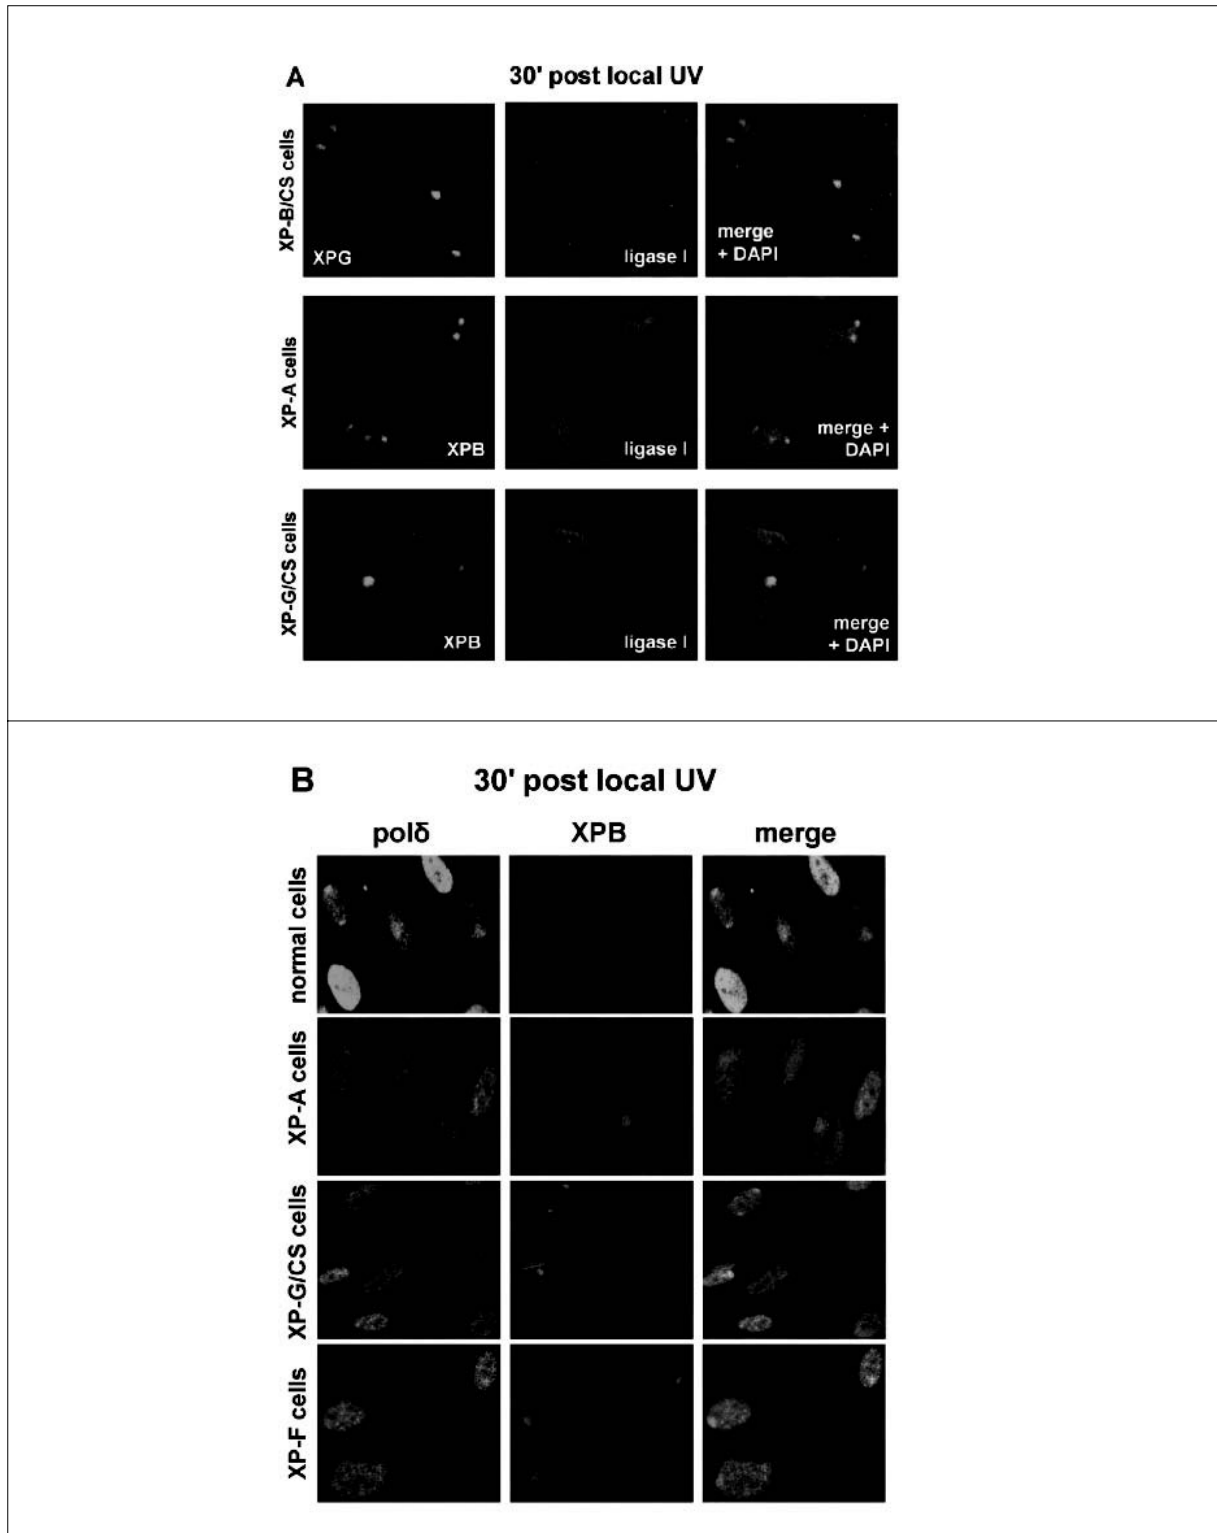 A
30' post local UV
XP-B/CS cells
XPG
ligase I
merge
+ DAPI
XP-A cells
XPB
ligase I
merge +
DAPI
XP-G/CS cells
XPB
ligase I
merge
+ DAPI
B
30' post local UV
polδ
XPB
merge
normal cells
XP-A cells
XP-G/CS cells
XP-F cells